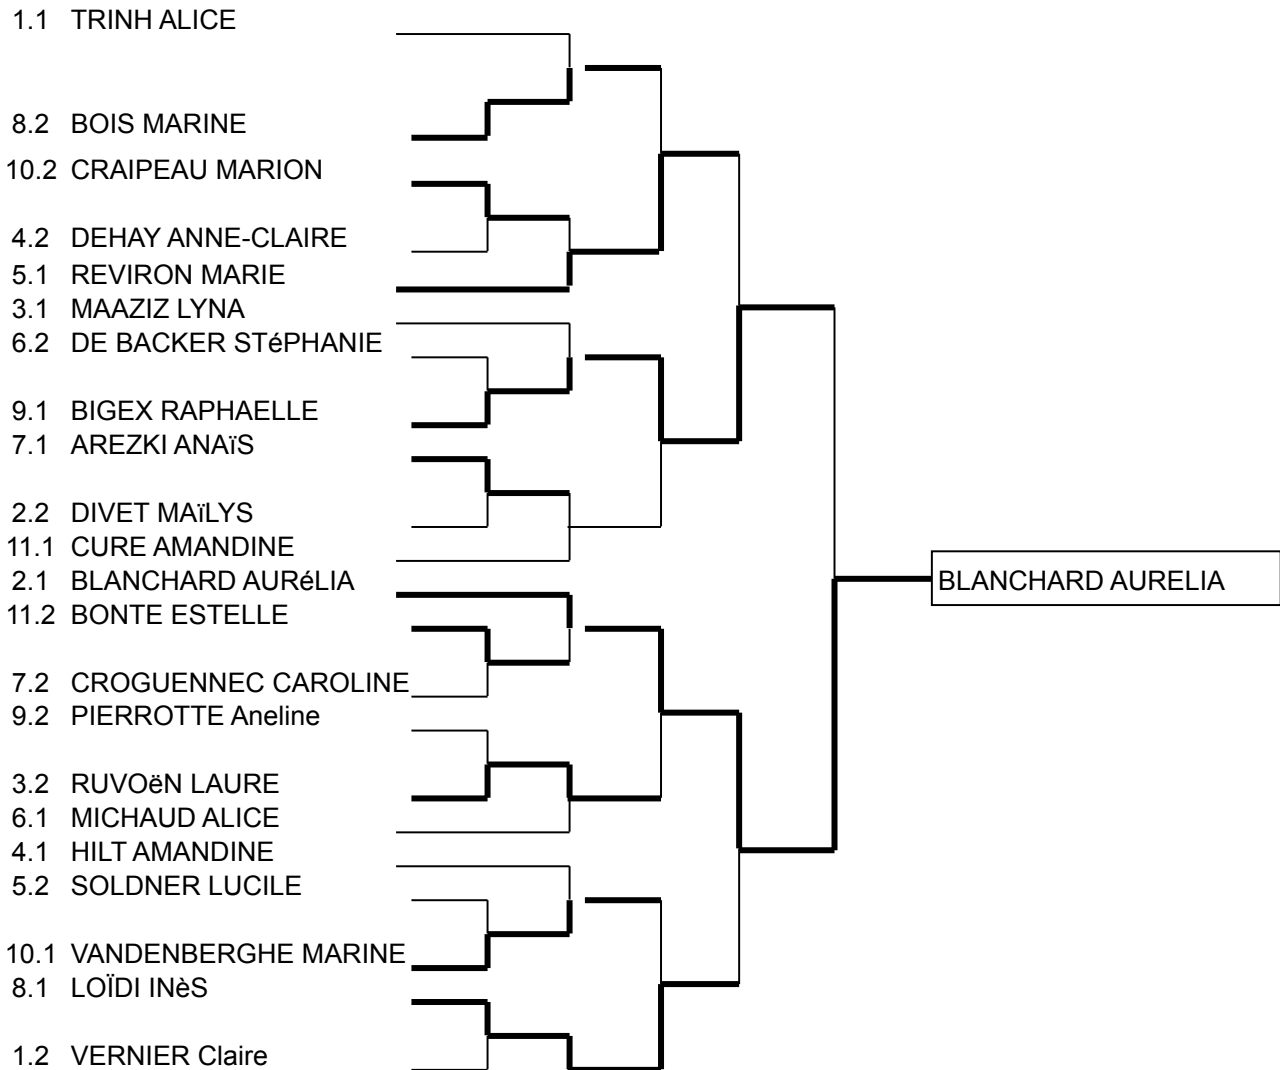 1.1 TRINH ALICE
8.2 BOIS MARINE
10.2 CRAIPEAU MARION
4.2 DEHAY ANNE-CLAIRE
5.1 REVIRON MARIE
3.1 MAAZIZ LYNA
6.2 DE BACKER STéPHANIE
9.1 BIGEX RAPHAELLE
7.1 AREZKI ANAïS
2.2 DIVET MAïLYS
11.1 CURE AMANDINE
2.1 BLANCHARD AURéLIA
BLANCHARD AURELIA
11.2 BONTE ESTELLE
7.2 CROGUENNEC CAROLINE
9.2 PIERROTTE Aneline
3.2 RUVOëN LAURE
6.1 MICHAUD ALICE
4.1 HILT AMANDINE
5.2 SOLDNER LUCILE
10.1 VANDENBERGHE MARINE
8.1 LOÏDI INèS
1.2 VERNIER Claire